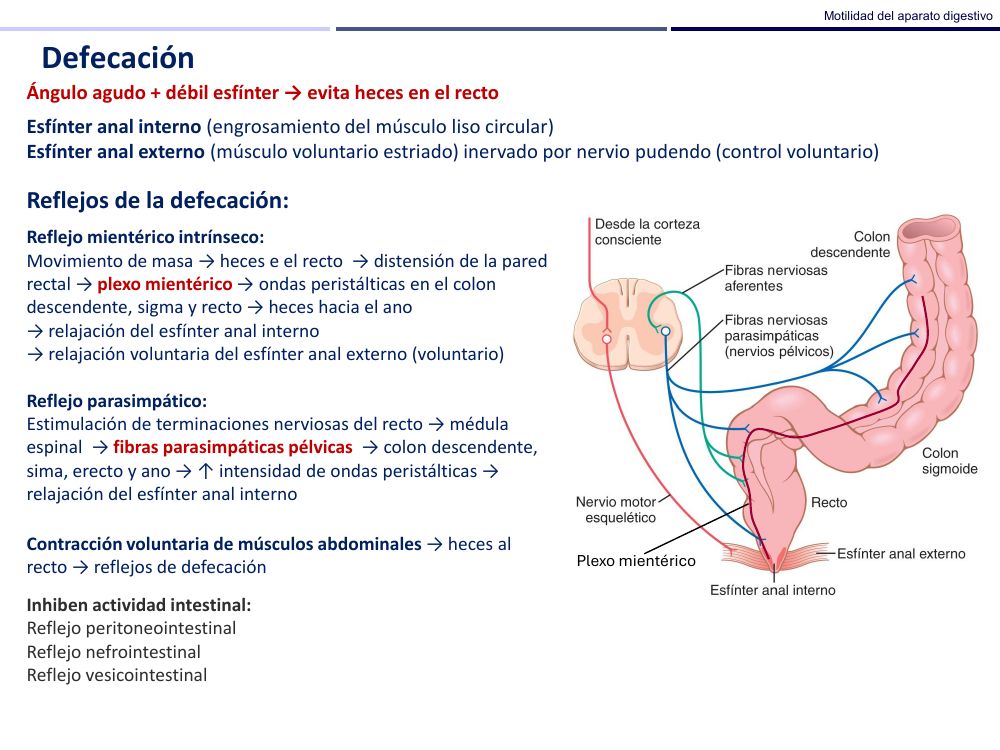 Motilidad del aparato digestivo
Defecación
Ángulo agudo + débil esfínter → evita heces en el recto
Esfínter anal interno (engrosamiento del músculo liso circular)
Esfínter anal externo (músculo voluntario estriado) inervado por nervio pudendo (control voluntario)
Reflejos de la defecación:
Reflejo mientérico intrínseco:
Movimiento de masa → heces e el recto → distensión de la pared
rectal → plexo mientérico → ondas peristálticas en el colon
descendente, sigma y recto → heces hacia el ano
→ relajación del esfínter anal interno
→ relajación voluntaria del esfínter anal externo (voluntario)
Reflejo parasimpático:
Estimulación de terminaciones nerviosas del recto → médula
espinal → fibras parasimpáticas pélvicas → colon descendente,
sima, erecto y ano → ↑ intensidad de ondas peristálticas →
relajación del esfínter anal interno
Contracción voluntaria de músculos abdominales → heces al
recto → reflejos de defecación
Inhiben actividad intestinal:
Reflejo peritoneointestinal
Reflejo nefrointestinal
Reflejo vesicointestinal
Desde la corteza
consciente
Colon
descendente
Fibras nerviosas
aferentes
Fibras nerviosas
parasimpáticas
(nervios pélvicos)
Colon
sigmoide
Nervio motor
esquelético
Recto
Plexo mientérico
Esfínter anal externo
Esfínter anal interno